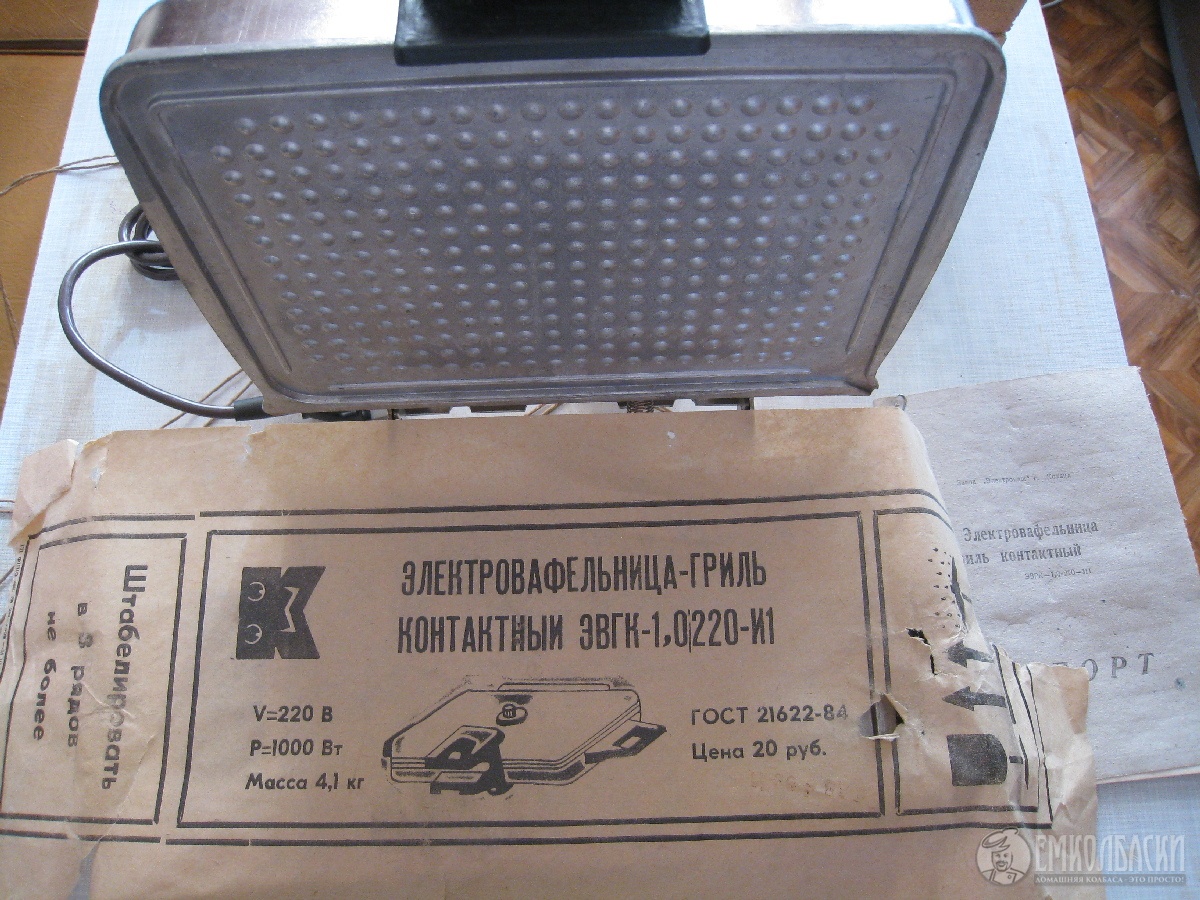 Штабелировать
в 3 рядов
не более
ЭЛЕКТРОВАФЕЛЬНИЦА-ГРИЛЬ
КОНТАКТНЫЙ ЭВГК-1,0/220-И1
V=220 В
Р=1000 Вт
Масса 4,1 кг
ГОСТ 21622-84
Цена 20 руб.
Электровафельница
иль контактный
ПОРТ
ЕМКОЛБАСКИ
ДОМАШНЯЯ КОЛБАСА - ЭТО ПРОСТО!